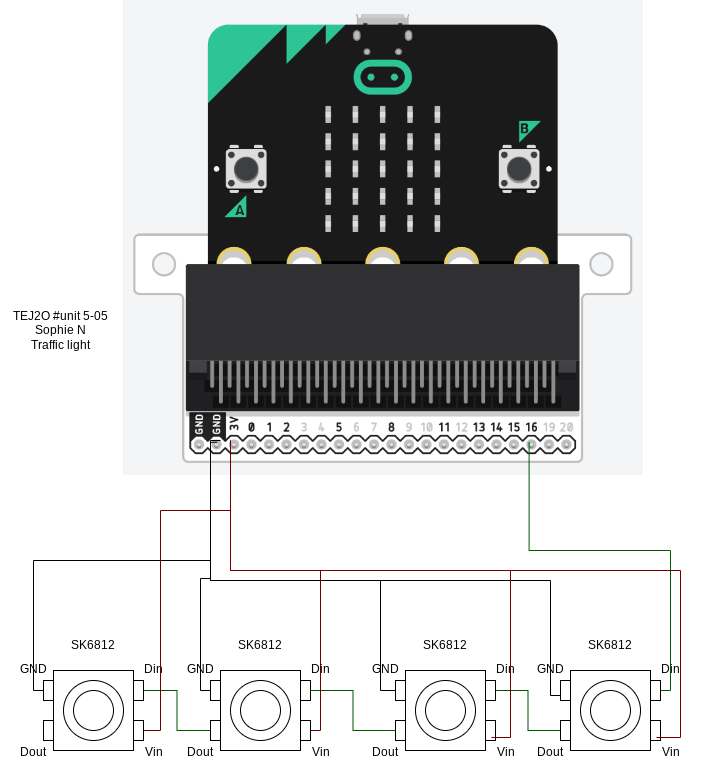 B
A
TEJ2O #unit 5-05
Sophie N
Traffic light
GND GND 3V 0 1 2 3 4 5 6 7 8 9 10 11 12 13 14 15 16 19 20
SK6812 SK6812 SK6812 SK6812
GND Din GND Din GND Din GND Din
Dout Vin Dout Vin Dout Vin Dout Vin